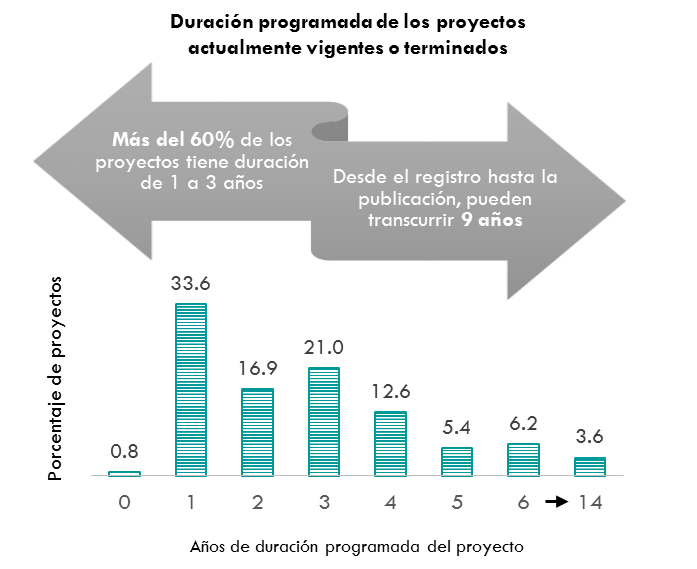 Duración programada de los proyectos
actualmente vigentes o terminados
Más del 60% de los
proyectos tiene duración
de 1 a 3 años
Desde el registro hasta la
publicación, pueden
transcurrir 9 años
Porcentaje de proyectos
0.8
33.6
16.9
21.0
12.6
5.4
6.2
3.6
0 1 2 3 4 5 6 → 14
Años de duración programada del proyecto